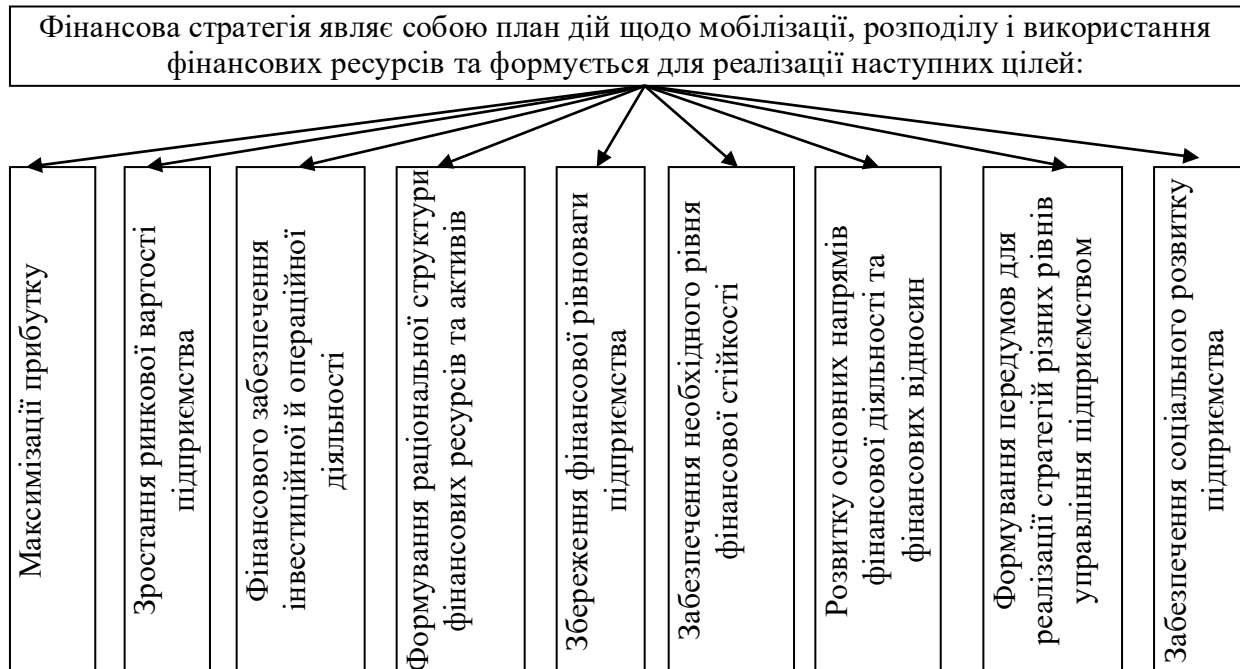 Фінансова стратегія являє собою план дій щодо мобілізації, розподілу і використання
фінансових ресурсів та формується для реалізації наступних цілей:
Максимізації прибутку
Зростання ринкової вартості
підприємства
Фінансового забезпечення
інвестиційної й операційної
діяльності
Формування раціональної структури
фінансових ресурсів та активів
Збереження фінансової рівноваги
підприємства
Забезпечення необхідного рівня
фінансової стійкості
Розвитку основних напрямів
фінансової діяльності та
фінансових відносин
Формування передумов для
реалізації стратегій різних рівнів
управління підприємством
Забезпечення соціального розвитку
підприємства